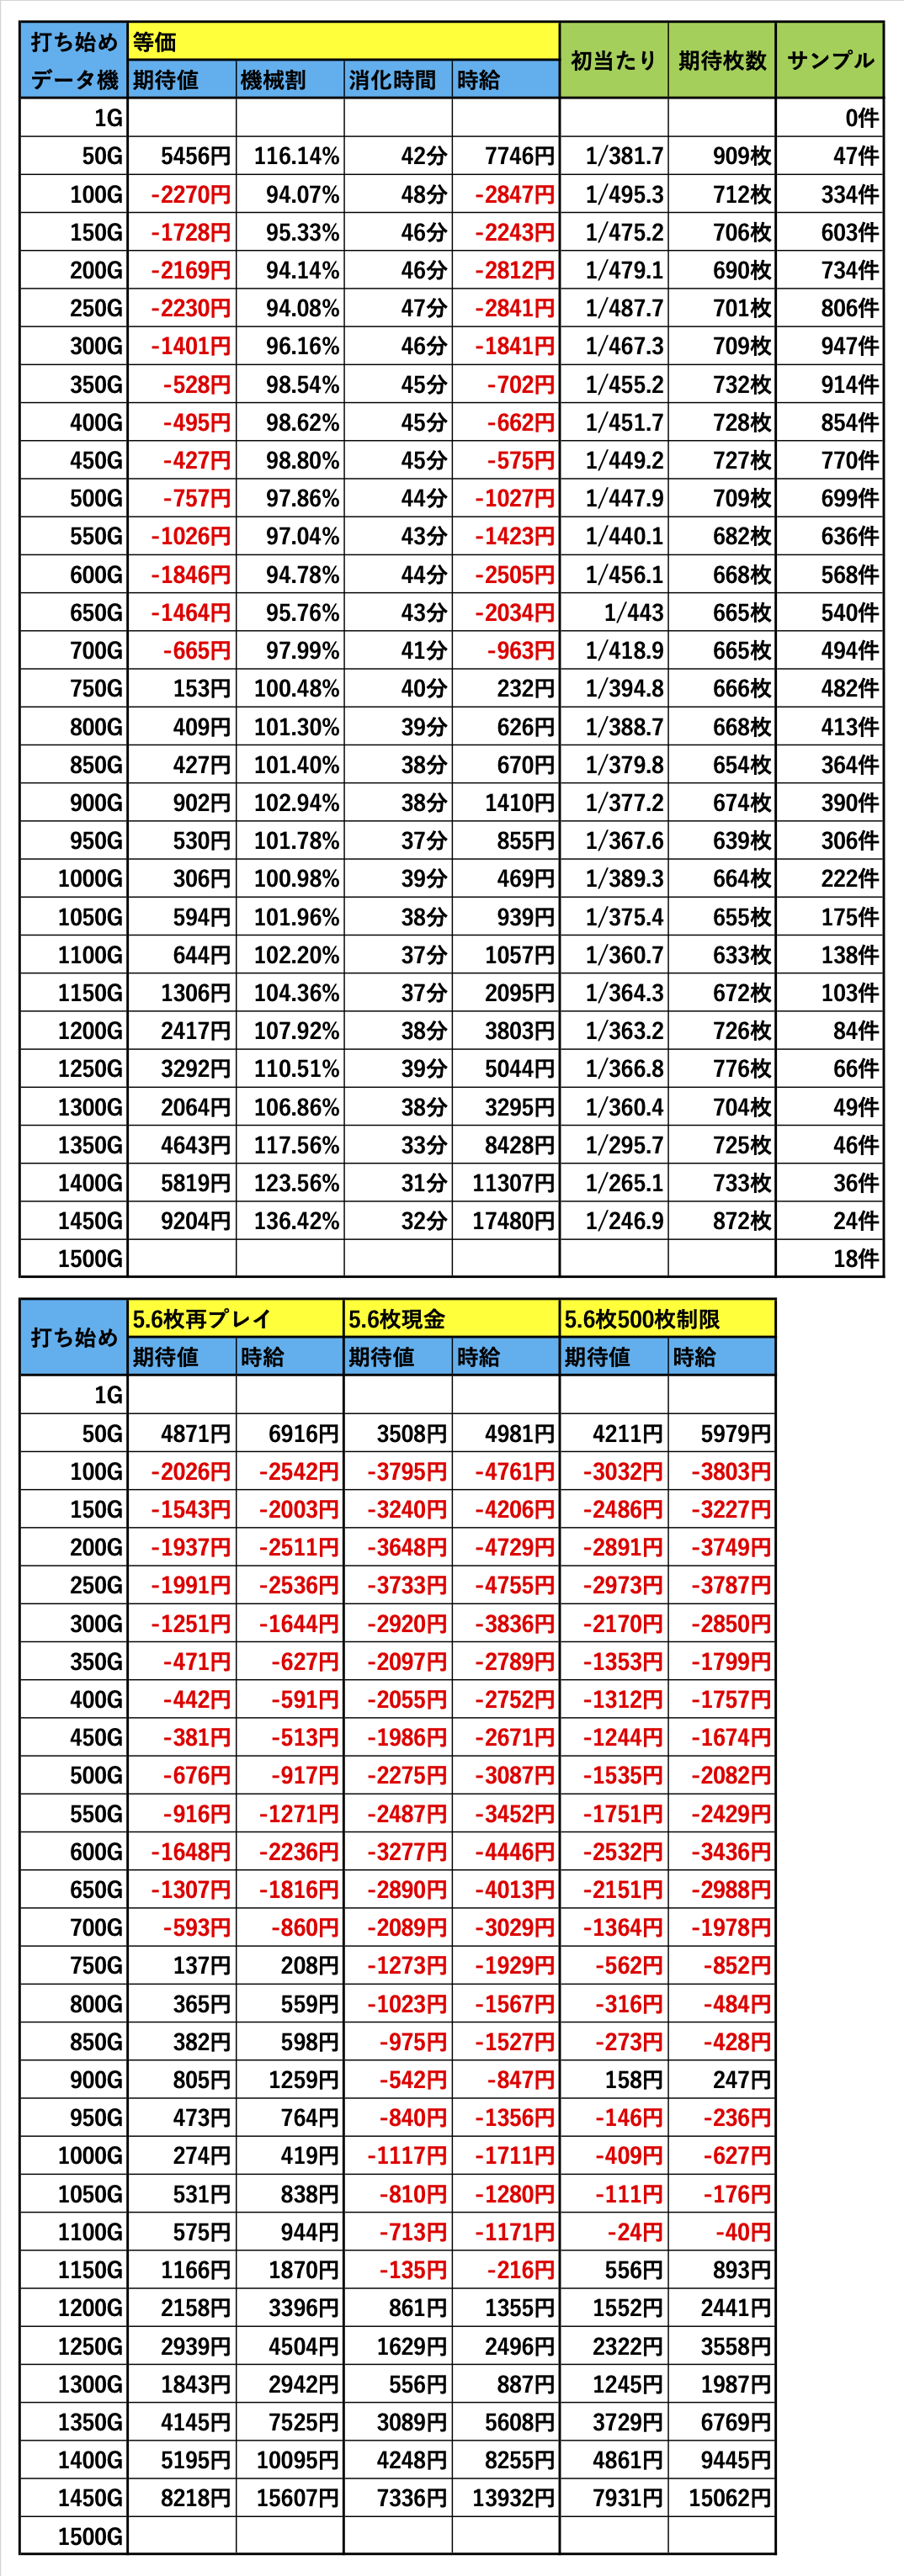 打ち始め 等価 初当たり 期待枚数 サンプル
データ機 期待値 機械割 消化時間 時給
1G 0件
50G 5456円 116.14% 42分 7746円 1/381.7 909枚 47件
100G -2270円 94.07% 48分 -2847円 1/495.3 712枚 334件
150G -1728円 95.33% 46分 -2243円 1/475.2 706枚 603件
200G -2169円 94.14% 46分 -2812円 1/479.1 690枚 734件
250G -2230円 94.08% 47分 -2841円 1/487.7 701枚 806件
300G -1401円 96.16% 46分 -1841円 1/467.3 709枚 947件
350G -528円 98.54% 45分 -702円 1/455.2 732枚 914件
400G -495円 98.62% 45分 -662円 1/451.7 728枚 854件
450G -427円 98.80% 45分 -575円 1/449.2 727枚 770件
500G -757円 97.86% 44分 -1027円 1/447.9 709枚 699件
550G -1026円 97.04% 43分 -1423円 1/440.1 682枚 636件
600G -1846円 94.78% 44分 -2505円 1/456.1 668枚 568件
650G -1464円 95.76% 43分 -2034円 1/443 665枚 540件
700G -665円 97.99% 41分 -963円 1/418.9 665枚 494件
750G 153円 100.48% 40分 232円 1/394.8 666枚 482件
800G 409円 101.30% 39分 626円 1/388.7 668枚 413件
850G 427円 101.40% 38分 670円 1/379.8 654枚 364件
900G 902円 102.94% 38分 1410円 1/377.2 674枚 390件
950G 530円 101.78% 37分 855円 1/367.6 639枚 306件
1000G 306円 100.98% 39分 469円 1/389.3 664枚 222件
1050G 594円 101.96% 38分 939円 1/375.4 655枚 175件
1100G 644円 102.20% 37分 1057円 1/360.7 633枚 138件
1150G 1306円 104.36% 37分 2095円 1/364.3 672枚 103件
1200G 2417円 107.92% 38分 3803円 1/363.2 726枚 84件
1250G 3292円 110.51% 39分 5044円 1/366.8 776枚 66件
1300G 2064円 106.86% 38分 3295円 1/360.4 704枚 49件
1350G 4643円 117.56% 33分 8428円 1/295.7 725枚 46件
1400G 5819円 123.56% 31分 11307円 1/265.1 733枚 36件
1450G 9204円 136.42% 32分 17480円 1/246.9 872枚 24件
1500G 18件
打ち始め 5.6枚再プレイ 5.6枚現金 5.6枚500枚制限
期待値 時給 期待値 時給 期待値 時給
1G
50G 4871円 6916円 3508円 4981円 4211円 5979円
100G -2026円 -2542円 -3795円 -4761円 -3032円 -3803円
150G -1543円 -2003円 -3240円 -4206円 -2486円 -3227円
200G -1937円 -2511円 -3648円 -4729円 -2891円 -3749円
250G -1991円 -2536円 -3733円 -4755円 -2973円 -3787円
300G -1251円 -1644円 -2920円 -3836円 -2170円 -2850円
350G -471円 -627円 -2097円 -2789円 -1353円 -1799円
400G -442円 -591円 -2055円 -2752円 -1312円 -1757円
450G -381円 -513円 -1986円 -2671円 -1244円 -1674円
500G -676円 -917円 -2275円 -3087円 -1535円 -2082円
550G -916円 -1271円 -2487円 -3452円 -1751円 -2429円
600G -1648円 -2236円 -3277円 -4446円 -2532円 -3436円
650G -1307円 -1816円 -2890円 -4013円 -2151円 -2988円
700G -593円 -860円 -2089円 -3029円 -1364円 -1978円
750G 137円 208円 -1273円 -1929円 -562円 -852円
800G 365円 559円 -1023円 -1567円 -316円 -484円
850G 382円 598円 -975円 -1527円 -273円 -428円
900G 805円 1259円 -542円 -847円 158円 247円
950G 473円 764円 -840円 -1356円 -146円 -236円
1000G 274円 419円 -1117円 -1711円 -409円 -627円
1050G 531円 838円 -810円 -1280円 -111円 -176円
1100G 575円 944円 -713円 -1171円 -24円 -40円
1150G 1166円 1870円 -135円 -216円 556円 893円
1200G 2158円 3396円 861円 1355円 1552円 2441円
1250G 2939円 4504円 1629円 2496円 2322円 3558円
1300G 1843円 2942円 556円 887円 1245円 1987円
1350G 4145円 7525円 3089円 5608円 3729円 6769円
1400G 5195円 10095円 4248円 8255円 4861円 9445円
1450G 8218円 15607円 7336円 13932円 7931円 15062円
1500G